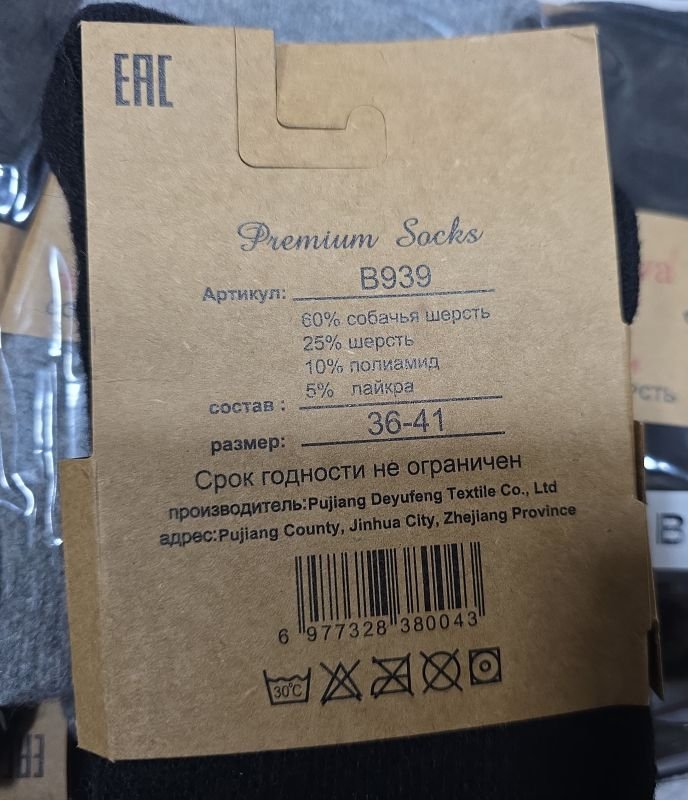 EAC
Premium Socks
Артикул: B939
60% собачья шерсть
25% шерсть
10% полиамид
5% лайкра
состав :
размер: 36-41
Срок годности не ограничен
производитель:Pujiang Deyufeng Textile Co., Ltd
адрес:Pujiang County, Jinhua City, Zhejiang Province
6 977328 380043
30°C
B